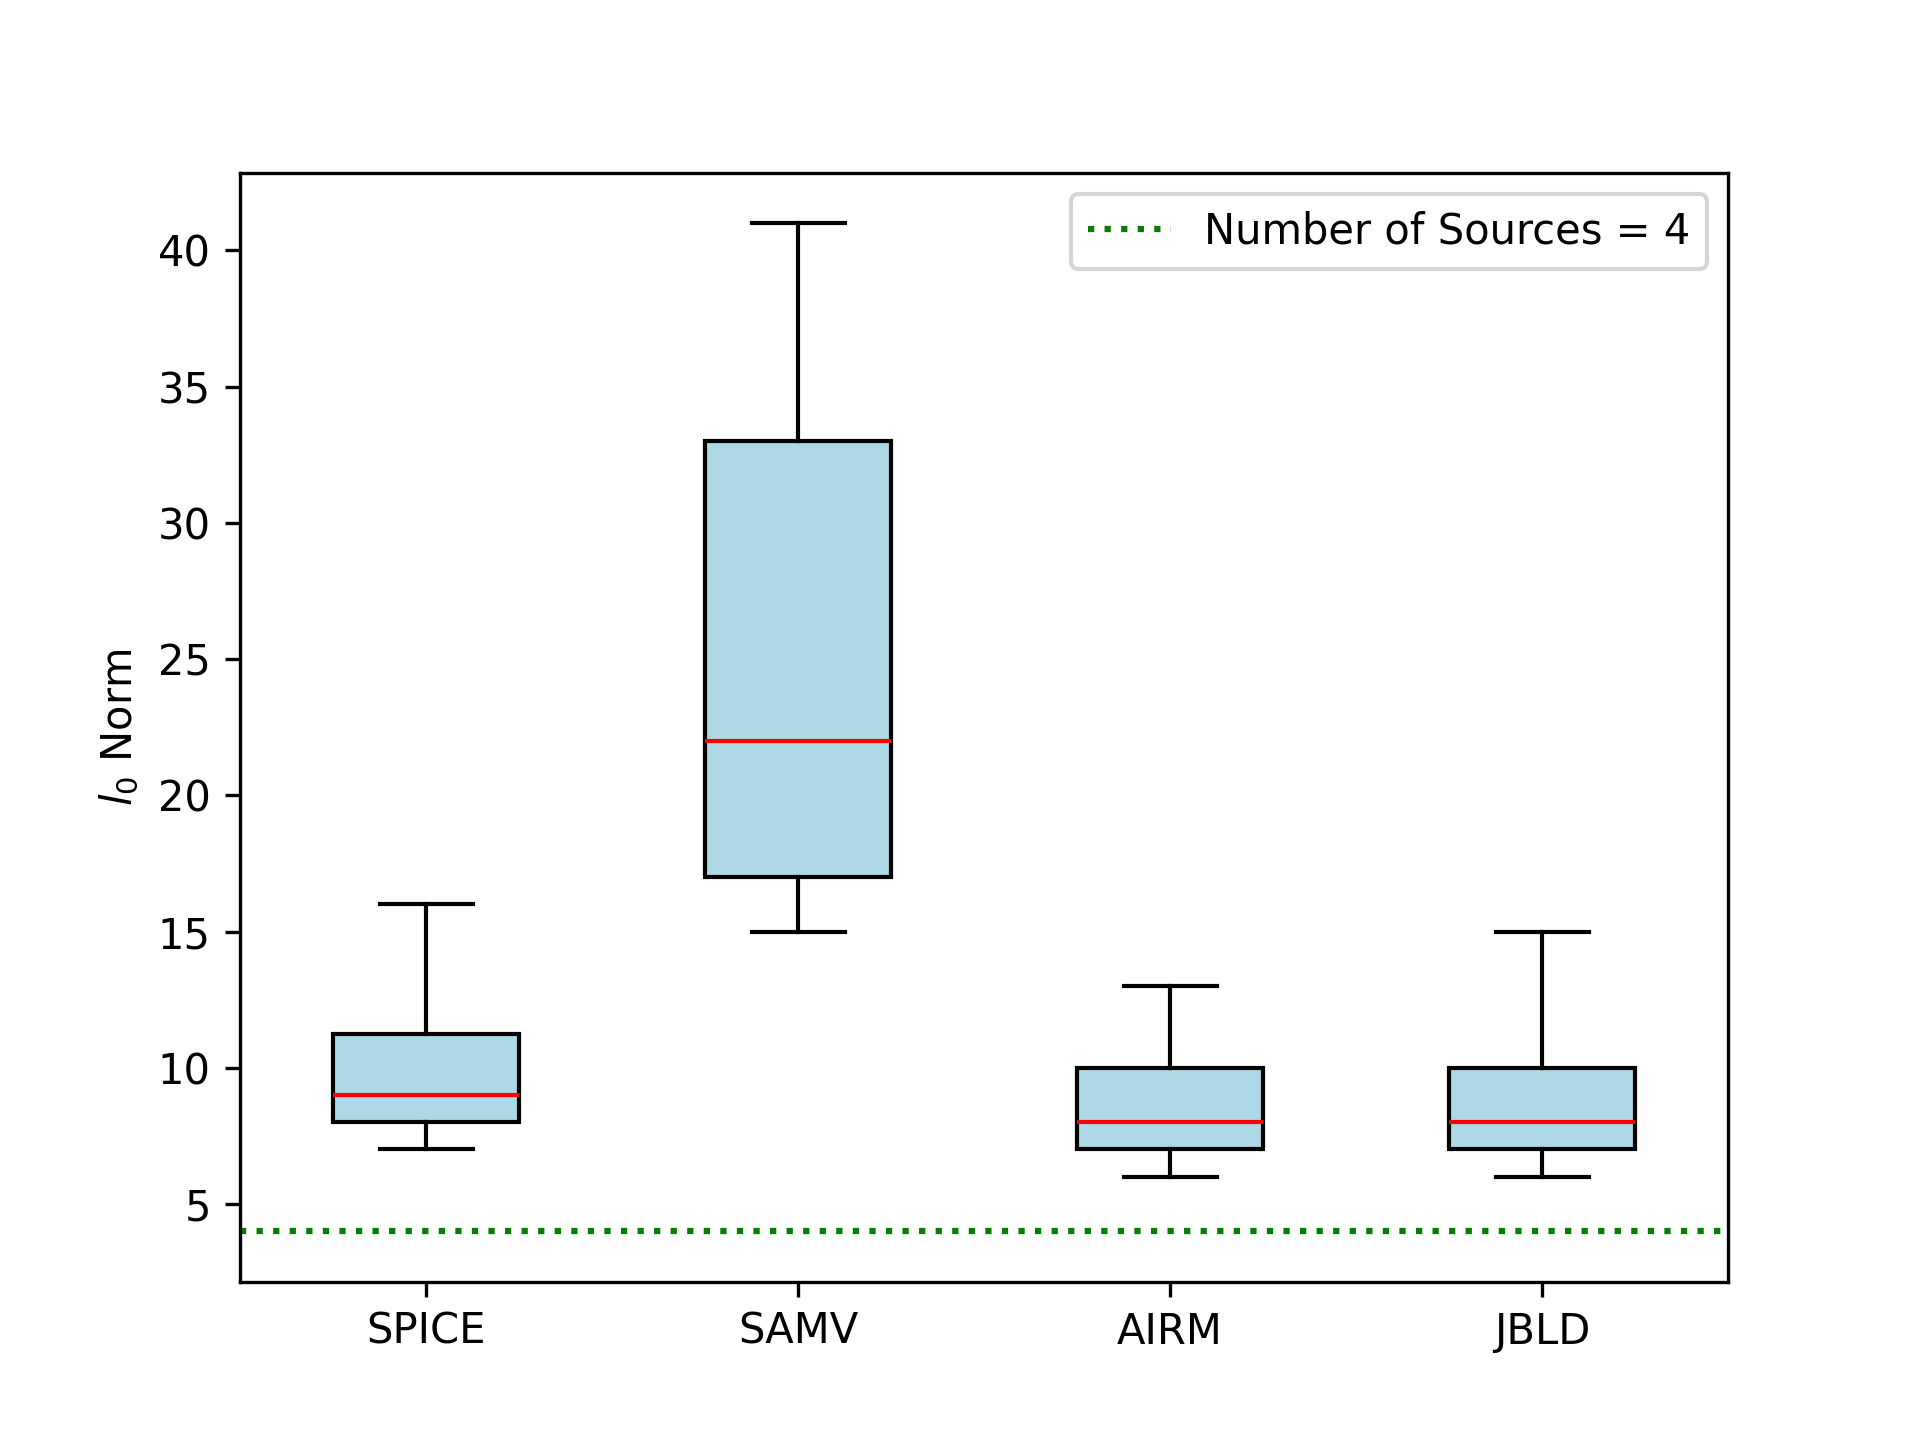 Number of Sources = 4
40
35
30
25
20
15
10
5
l₀ Norm
SPICE
SAMV
AIRM
JBLD